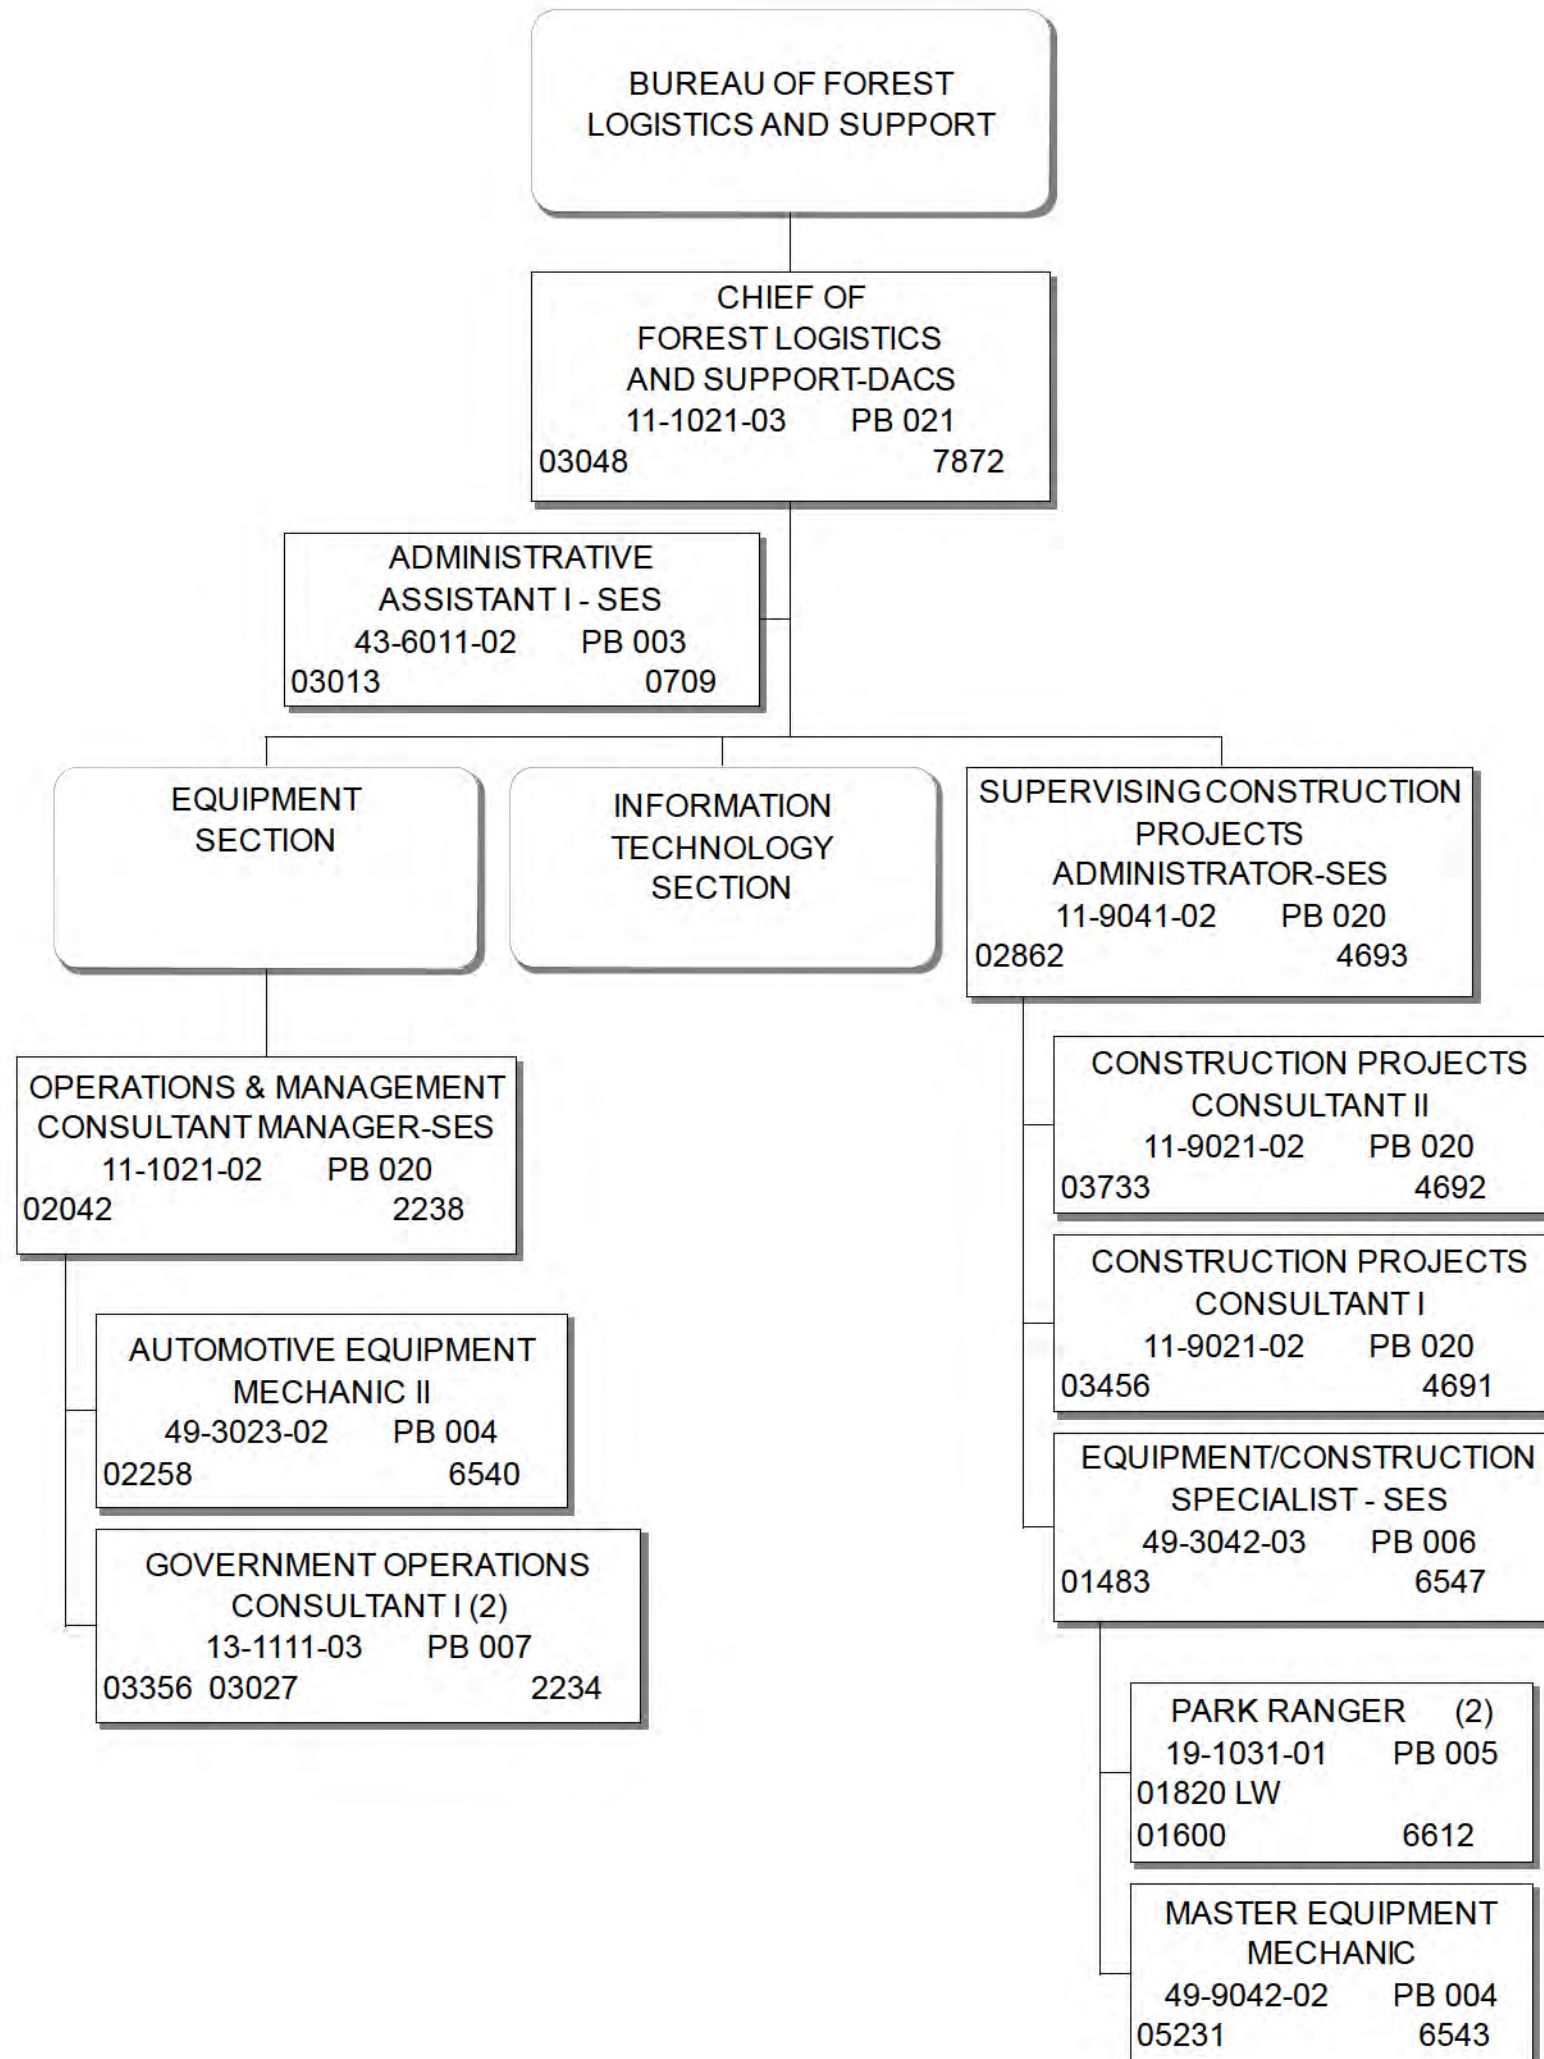 BUREAU OF FOREST
LOGISTICS AND SUPPORT
CHIEF OF
FOREST LOGISTICS
AND SUPPORT-DACS
11-1021-03 PB 021
03048 7872
ADMINISTRATIVE
ASSISTANT I - SES
43-6011-02 PB 003
03013 0709
EQUIPMENT
SECTION
INFORMATION
TECHNOLOGY
SECTION
SUPERVISING CONSTRUCTION
PROJECTS
ADMINISTRATOR-SES
11-9041-02 PB 020
02862 4693
OPERATIONS & MANAGEMENT
CONSULTANT MANAGER-SES
11-1021-02 PB 020
02042 2238
AUTOMOTIVE EQUIPMENT
MECHANIC II
49-3023-02 PB 004
02258 6540
GOVERNMENT OPERATIONS
CONSULTANT I (2)
13-1111-03 PB 007
03356 03027 2234
CONSTRUCTION PROJECTS
CONSULTANT II
11-9021-02 PB 020
03733 4692
CONSTRUCTION PROJECTS
CONSULTANT I
11-9021-02 PB 020
03456 4691
EQUIPMENT/CONSTRUCTION
SPECIALIST - SES
49-3042-03 PB 006
01483 6547
PARK RANGER (2)
19-1031-01 PB 005
01820 LW
01600 6612
MASTER EQUIPMENT
MECHANIC
49-9042-02 PB 004
05231 6543